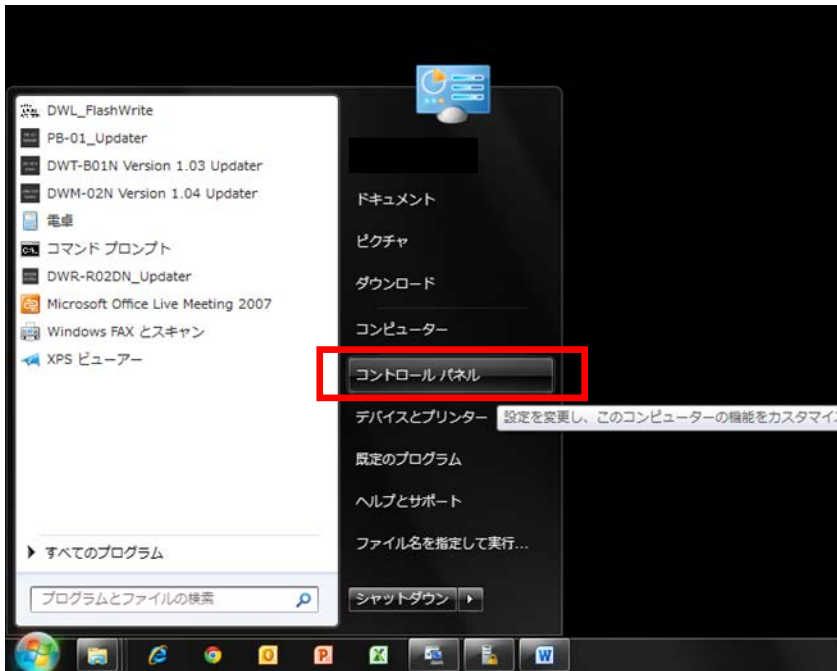 DWL_FlashWrite
PB-01_Updater
DWT-B01N Version 1.03 Updater
DWM-02N Version 1.04 Updater
電卓
コマンド プロンプト
DWR-R02DN_Updater
Microsoft Office Live Meeting 2007
Windows FAX とスキャン
XPS ビューアー
すべてのプログラム
プログラムとファイルの検索
ドキュメント
ピクチャ
ダウンロード
コンピューター
コントロール パネル
デバイスとプリンター
設定を変更し、このコンピューターの機能をカスタマイズ
既定のプログラム
ヘルプとサポート
ファイル名を指定して実行...
シャットダウン